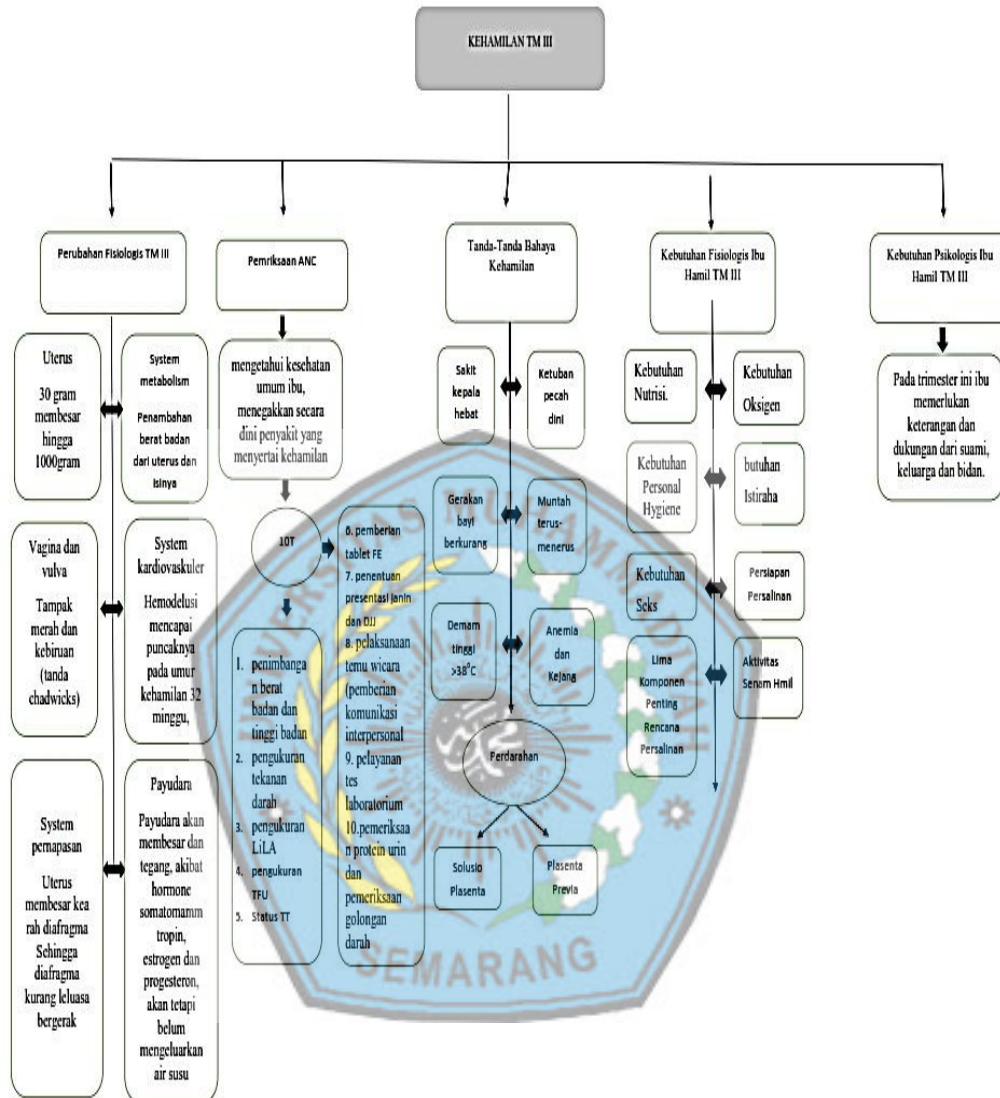 KEHAMILAN TM III
Perubahan Fisiologis TM III
Uterus
30 gram
membesar
hingga
1000gram
System
metabolism
Penambahan
berat badan
dari uterus dan
isinya
Vagina dan
vulva
Tampak
merah dan
kebiruan
(tanda
chadwicks)
System
kardiovaskuler
Hemodelusi
mencapai
puncaknya
pada umur
kehamilan 32
minggu,
System
pernapasan
Uterus
membesar kea
rah diafragma
Sehingga
diafragma
kurang leluasa
bergerak
Payudara
Payudara akan
membesar dan
tegang, akibat
hormone
somatomamm
tropin,
estrogen dan
progesteron,
akan tetapi
belum
mengeluarkan
air susu
Pemriksaan ANC
mengetahui kesehatan
umum ibu,
menegakkan secara
dini penyakit yang
menyertai kehamilan
10T
1. penimbanga
n berat
badan dan
tinggi badan
2. pengukuran
tekanan
darah
3. pengukuran
LiLA
4. pengukuran
TFU
5. Status TT
6. pemberian
tablet FE
7. penentuan
presentasi janin
dan DJJ
8. pelaksanaan
temu wicara
(pemberian
komunikasi
interpersonal
9. pelayanan
tes
laboratorium
10.pemeriksaa
n protein urin
dan
pemeriksaan
golongan
darah
Tanda-Tanda Bahaya
Kehamilan
Sakit
kepala
hebat
Ketuban
pecah
dini
Gerakan
bayi
berkurang
Muntah
terus-
menerus
Demam
tinggi
>38°C
Anemia
dan
Kejang
Perdarahan
Solusio
Plasenta
Plasenta
Previa
Kebutuhan Fisiologis Ibu
Hamil TM III
Kebutuhan
Nutrisi.
Kebutuhan
Oksigen
Kebutuhan
Personal
Hygiene
butuhan
Istiraha
Kebutuhan
Seks
Persiapan
Persalinan
Lima
Komponen
Penting
Rencana
Persalinan
Aktivitas
Senam Hmil
Kebutuhan Psikologis Ibu
Hamil TM III
Pada trimester ini ibu
memerlukan
keterangan dan
dukungan dari suami,
keluarga dan bidan.
UNIVERSITAS MUHAMMADIYAH
SEMARANG